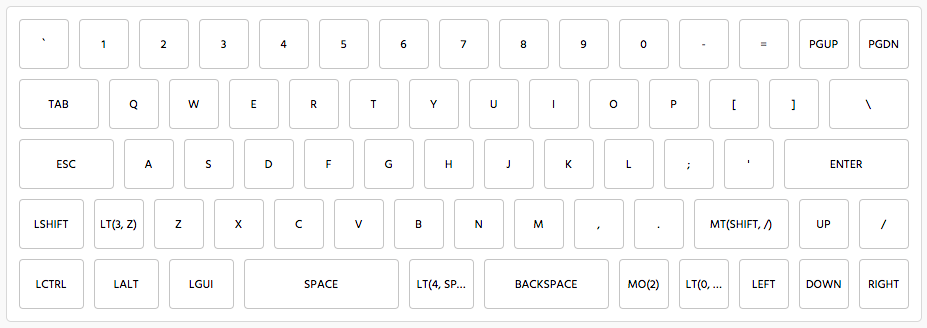 ` 1 2 3 4 5 6 7 8 9 0 - = PGUP PGDN
TAB Q W E R T Y U I O P [ ] \
ESC A S D F G H J K L ; ' ENTER
LSHIFT LT(3, Z) Z X C V B N M , . MT(SHIFT, /) UP /
LCTRL LALT LGUI SPACE LT(4, SP... BACKSPACE MO(2) LT(0, ... LEFT DOWN RIGHT